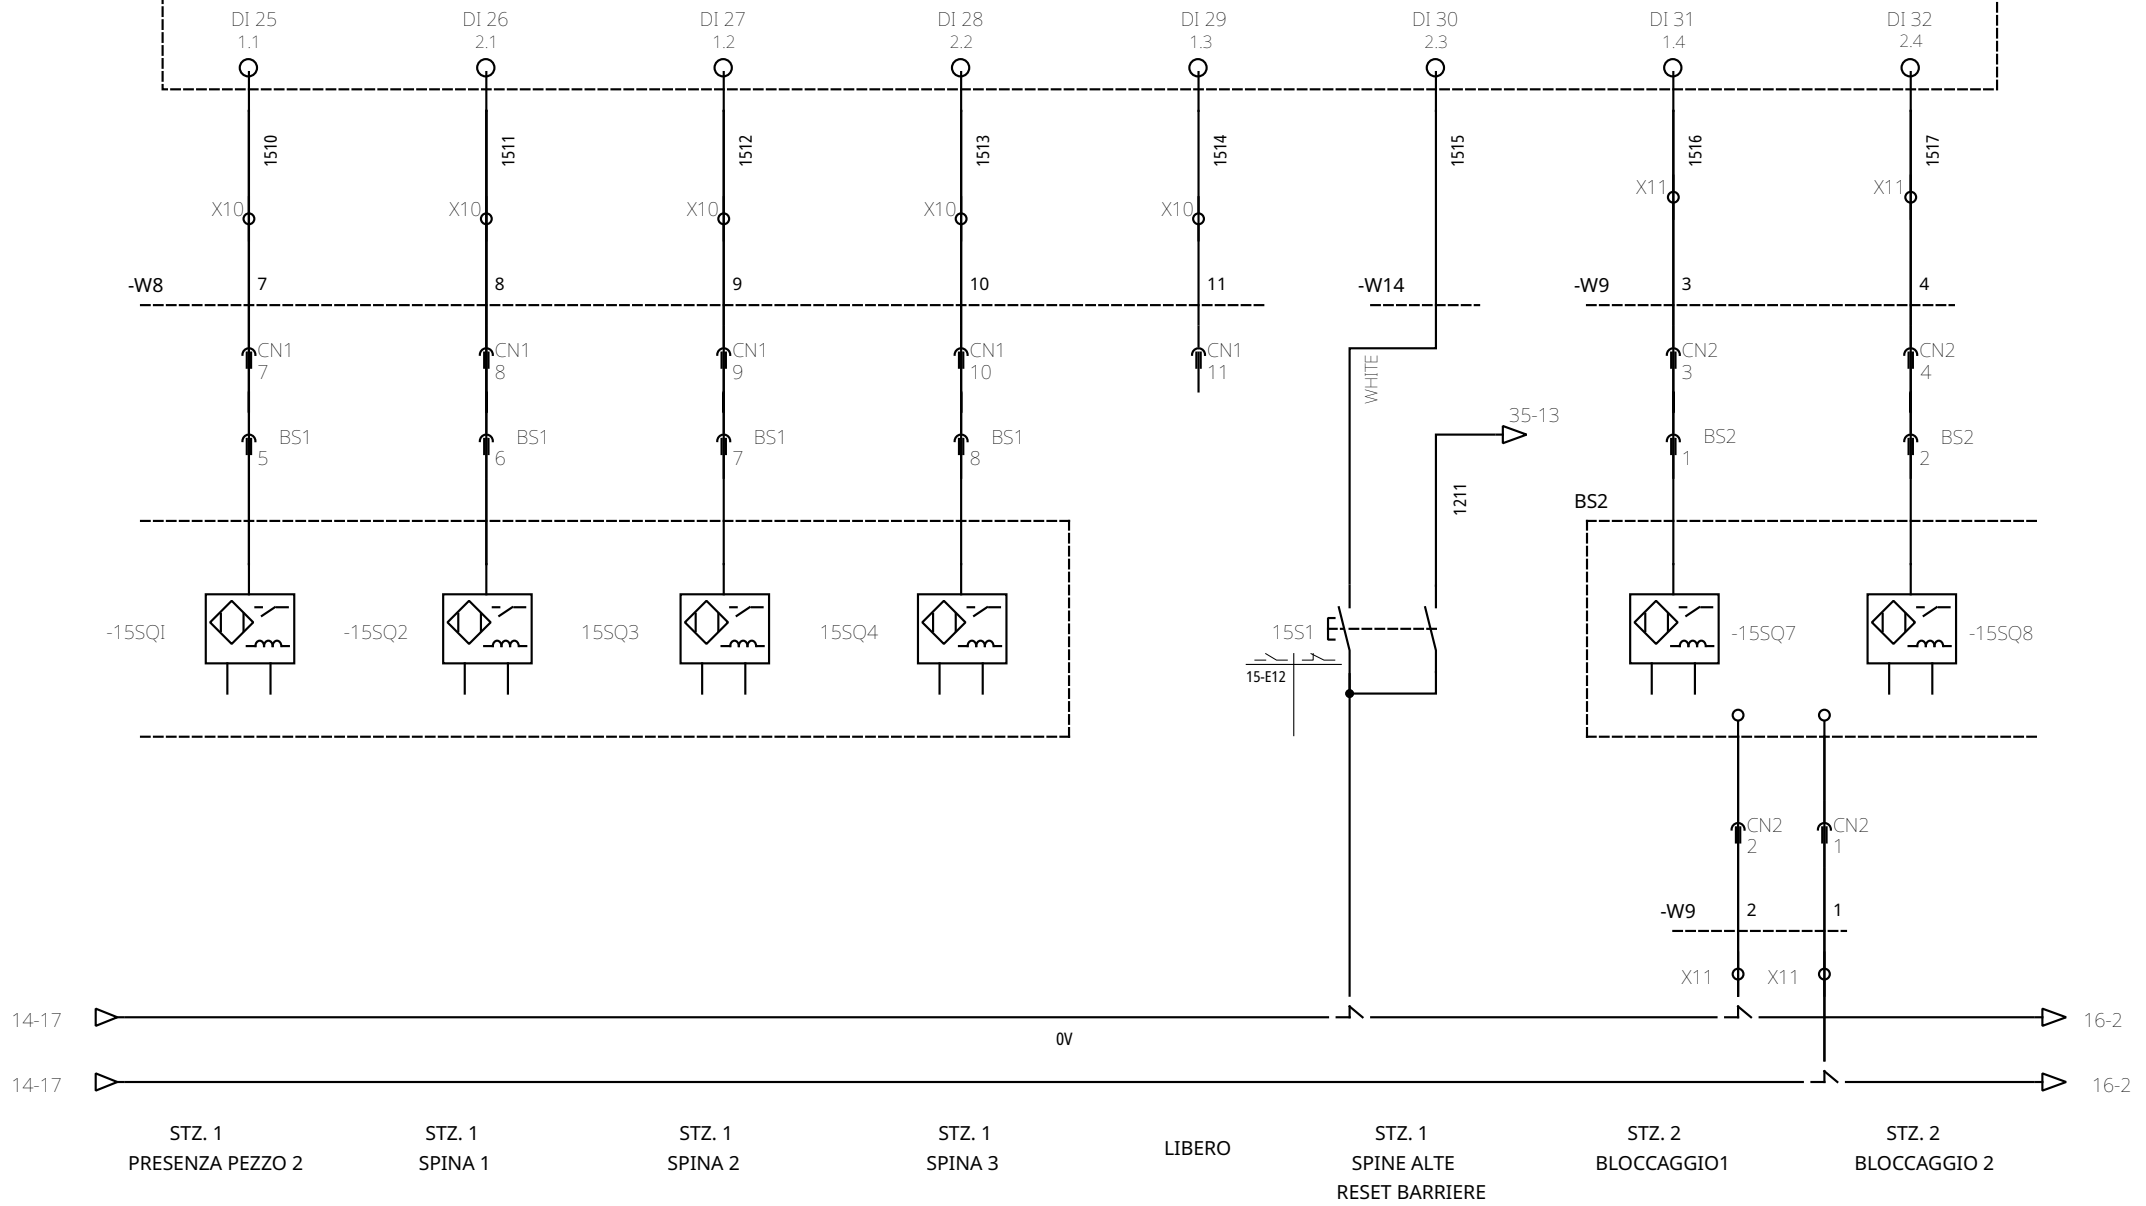 DI 25 DI 26 DI 27 DI 28 DI 29 DI 30 DI 31 DI 32
1.1 2.1 1.2 2.2 1.3 2.3 1.4 2.4
1510 1511 1512 1513 1514 1515 1516 1517
X11 X11
X10 X10 X10 X10 X10
-W8 7 8 9 10 11 -W14 -W9 3 4
CN1 CN1 CN1 CN1 CN1 CN2 CN2
7 8 9 10 11 3 4
WHITE
35-13
BS1 BS1 BS1 BS1 BS2 BS2
5 6 7 8 1 2
1211
BS2
-15SQI -15SQ2 15SQ3 15SQ4 15S1 -15SQ7 -15SQ8
15-E12
CN2 CN2
2 1
-W9 2 1
X11 X11
14-17 16-2
0V
14-17 16-2
STZ. 1 STZ. 1 STZ. 1 STZ. 1 STZ. 1 STZ. 2 STZ. 2
LIBERO
PRESENZA PEZZO 2 SPINA 1 SPINA 2 SPINA 3 SPINE ALTE BLOCCAGGIO1 BLOCCAGGIO 2
RESET BARRIERE